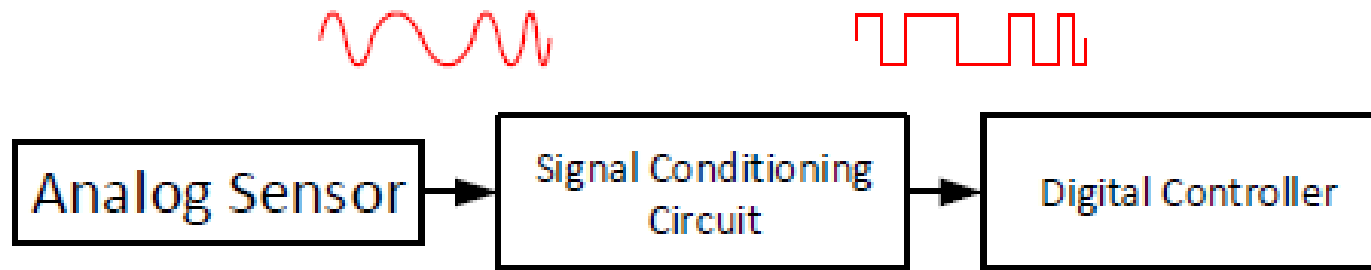 Analog Sensor
Signal Conditioning
Circuit
Digital Controller